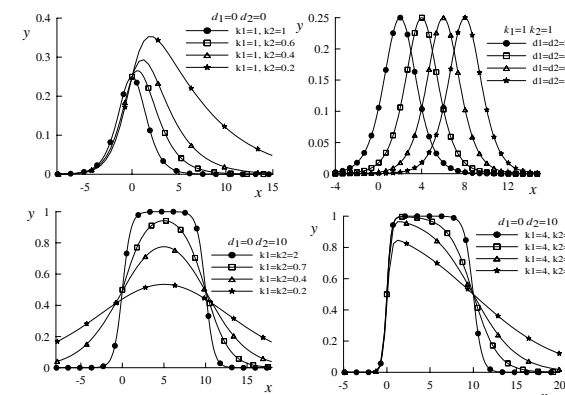 y
d1=0 d2=0
k1=1, k2=1
k1=1, k2=0.6
k1=1, k2=0.4
k1=1, k2=0.2
0.4
0.3
0.2
0.1
0
-5 0 5 10 15
x
y
k1=1 k2=1
d1=d2=
d1=d2=
d1=d2=
d1=d2=
0.25
0.2
0.15
0.1
0.05
0
-4 0 4 8 12
x
y
d1=0 d2=10
k1=k2=2
k1=k2=0.7
k1=k2=0.4
k1=k2=0.2
1
0.8
0.6
0.4
0.2
0
0 5 10 15
x
y
d1=0 d2=10
k1=4, k2=
k1=4, k2=
k1=4, k2=
k1=4, k2=
1
0.8
0.6
0.4
0.2
0
-5 0 5 10 15 20